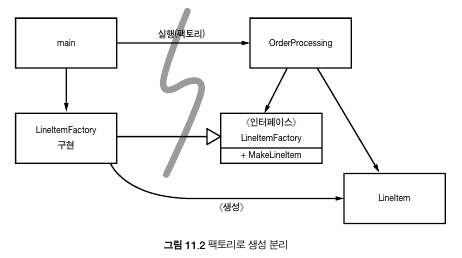 main
실행(팩토리)
OrderProcessing
LineItemFactory
구현
《인터페이스》
LineItemFactory
+ MakeLineItem
LineItem
《생성》
그림 11.2 팩토리로 생성 분리